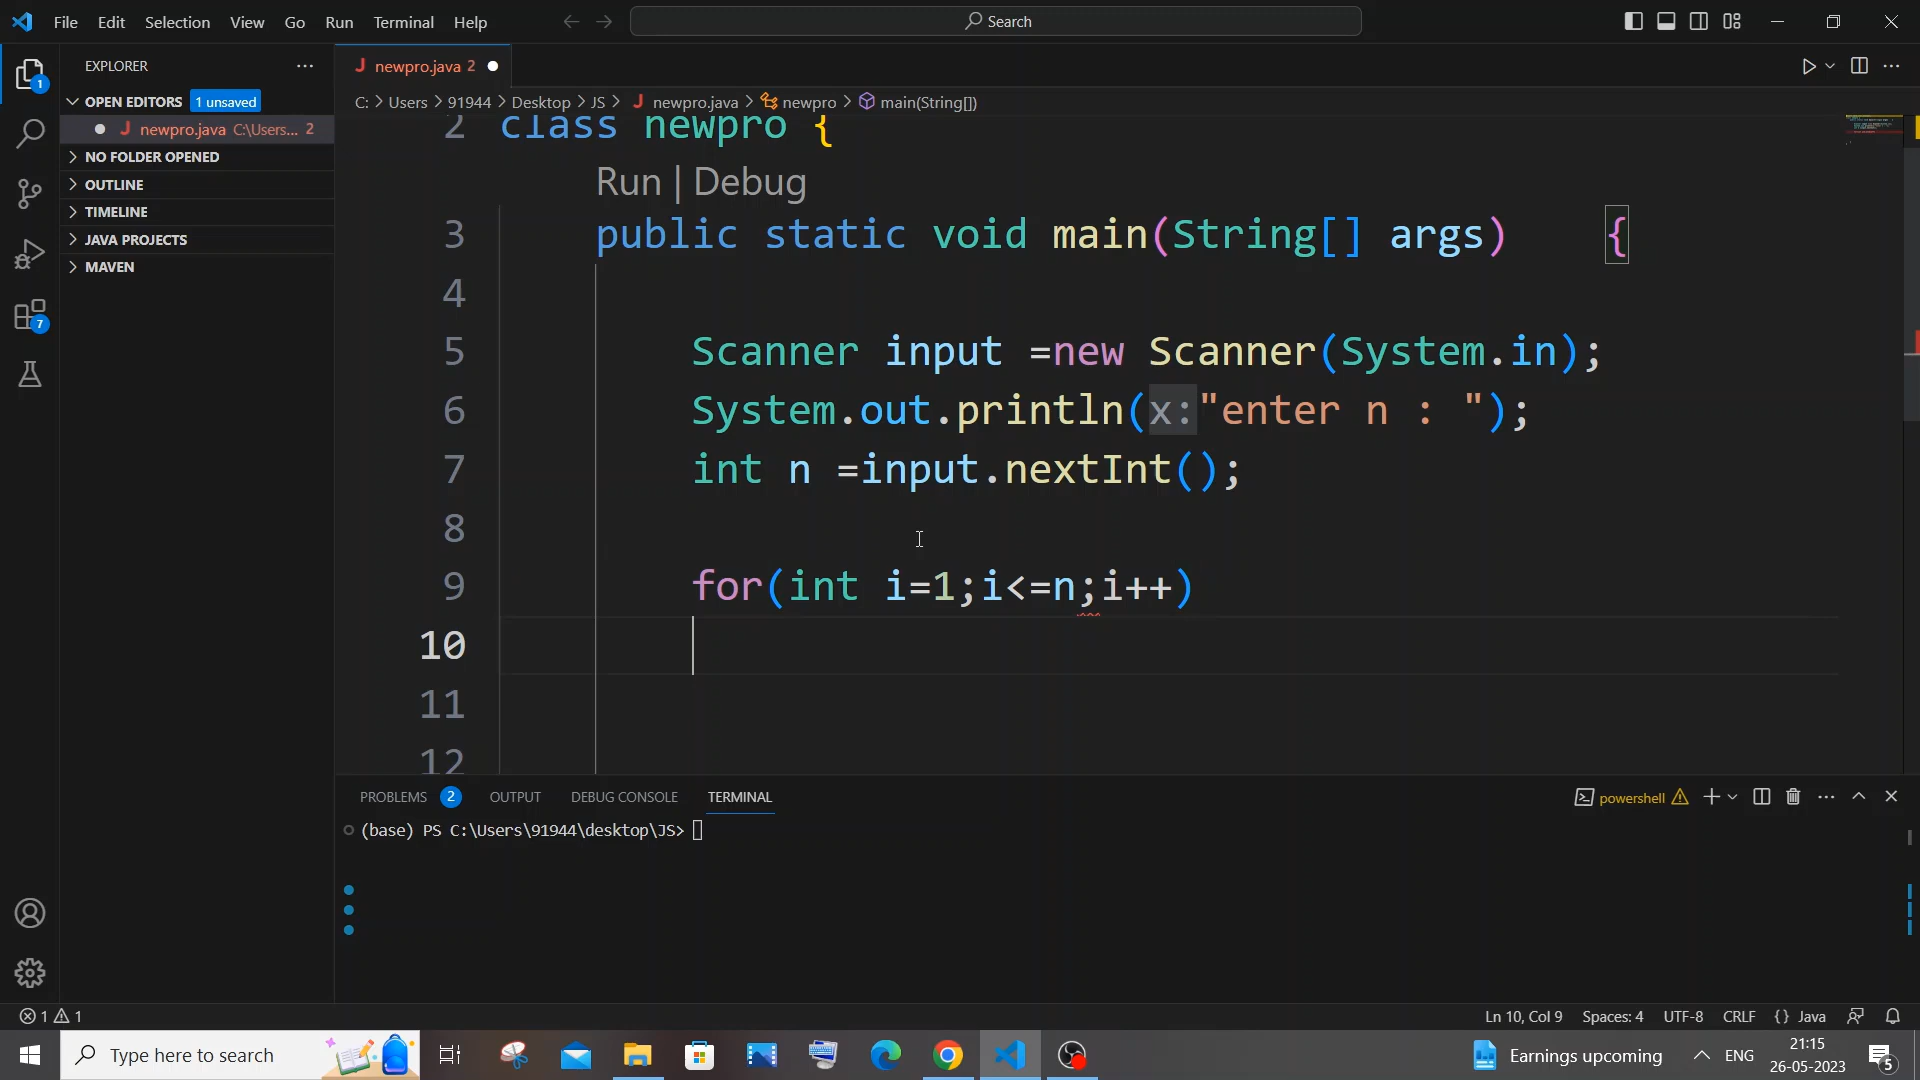 File Edit Selection View Go Run Terminal Help
Search
EXPLORER
newpro.java 2
OPEN EDITORS 1 unsaved
C: > Users > 91944 > Desktop > JS > newpro.java > newpro > main(String[])
newpro.java C:\Users... 2
NO FOLDER OPENED
OUTLINE
TIMELINE
JAVA PROJECTS
MAVEN
1
7
2 class newpro {
Run | Debug
3 public static void main(String[] args) {
4
5 Scanner input =new Scanner(System.in);
6 System.out.println(x:"enter n : ");
7 int n =input.nextInt();
8
9 for(int i=1;i<=n;i++)
10
11
12
PROBLEMS 2 OUTPUT DEBUG CONSOLE TERMINAL
powershell
(base) PS C:\Users\91944\desktop\JS>
1 1
Ln 10, Col 9 Spaces: 4 UTF-8 CRLF {} Java
Type here to search
Earnings upcoming
ENG
21:15
26-05-2023
5